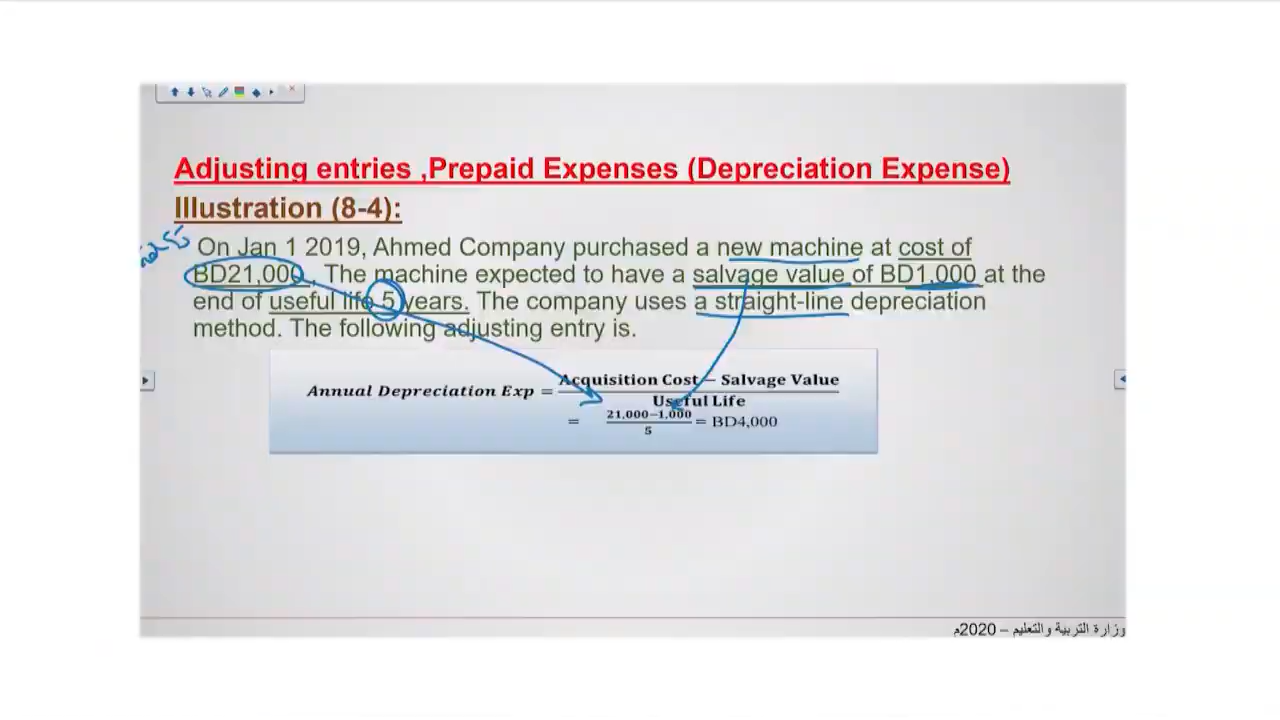 Adjusting entries ,Prepaid Expenses (Depreciation Expense)
Illustration (8-4):
On Jan 1 2019, Ahmed Company purchased a new machine at cost of
BD21,000 . The machine expected to have a salvage value of BD1,000 at the
end of useful life 5 years. The company uses a straight-line depreciation
method. The following adjusting entry is.
Annual Depreciation Exp = Acquisition Cost – Salvage Value
Useful Life
= 21,000−1,000 = BD4,000
5
وزارة التربية والتعليم – 2020م